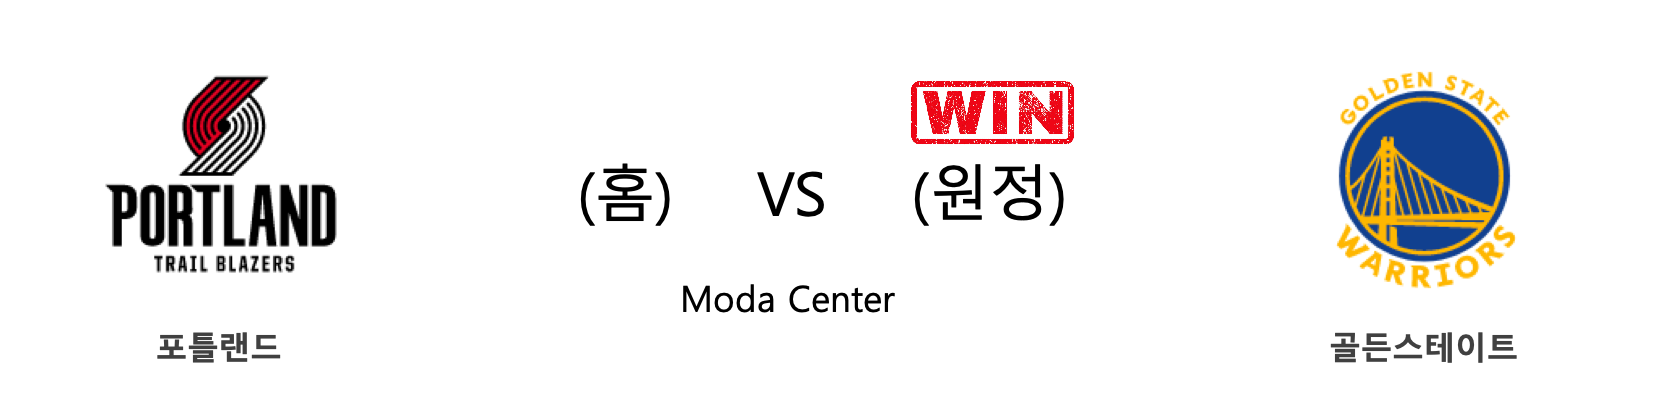 WIN
(홈) VS (원정)
Moda Center
PORTLAND
TRAIL BLAZERS
포틀랜드
GOLDEN STATE
WARRIORS
골든스테이트